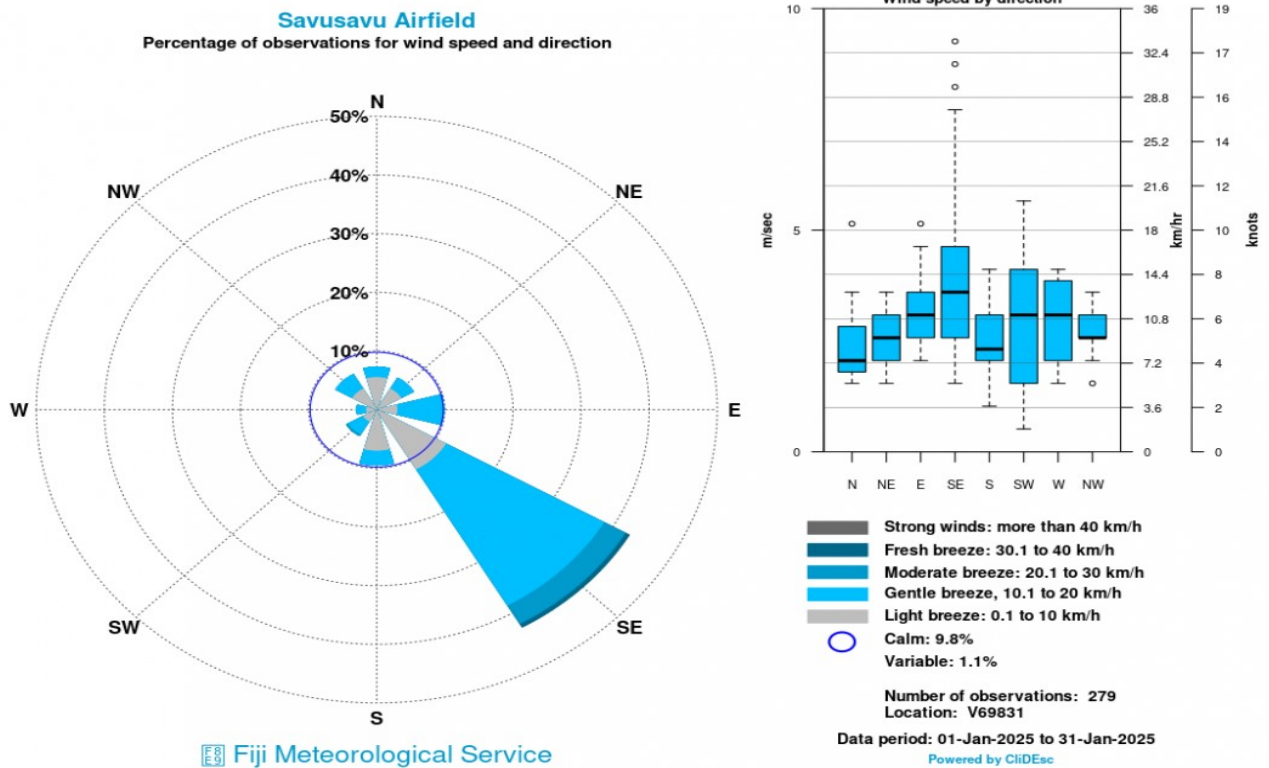 Savusavu Airfield
Percentage of observations for wind speed and direction
N
50%
NW
NE
40%
30%
20%
10%
W
E
SW
SE
S
Fiji Meteorological Service
Wind speed by direction
10
5
0
m/sec
36
32.4
28.8
25.2
21.6
18
14.4
10.8
7.2
3.6
0
km/hr
19
17
16
14
12
10
8
6
4
2
0
knots
N NE E SE S SW W NW
Strong winds: more than 40 km/h
Fresh breeze: 30.1 to 40 km/h
Moderate breeze: 20.1 to 30 km/h
Gentle breeze, 10.1 to 20 km/h
Light breeze: 0.1 to 10 km/h
Calm: 9.8%
Variable: 1.1%
Number of observations: 279
Location: V69831
Data period: 01-Jan-2025 to 31-Jan-2025
Powered by CliDEsc